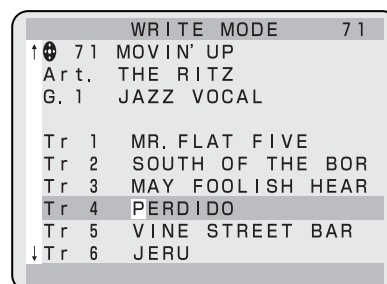 WRITE MODE 71
↑ 71 MOVIN' UP
Art. THE RITZ
G. 1 JAZZ VOCAL
Tr 1 MR. FLAT FIVE
Tr 2 SOUTH OF THE BOR
Tr 3 MAY FOOLISH HEAR
Tr 4 PERDIDO
Tr 5 VINE STREET BAR
↓Tr 6 JERU